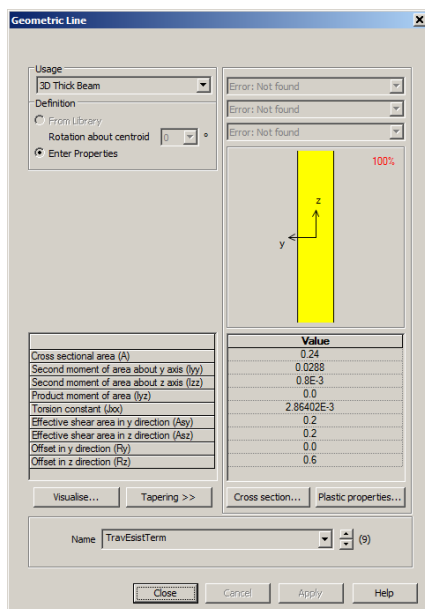 Geometric Line
Usage
3D Thick Beam
Definition
From Library
Rotation about centroid 0 °
Enter Properties
Error: Not found
Error: Not found
Error: Not found
100%
z
y
Value
Cross sectional area (A) 0.24
Second moment of area about y axis (Iyy) 0.0288
Second moment of area about z axis (Izz) 0.8E-3
Product moment of area (Iyz) 0.0
Torsion constant (Jxx) 2.86402E-3
Effective shear area in y direction (Asy) 0.2
Effective shear area in z direction (Asz) 0.2
Offset in y direction (Ry) 0.0
Offset in z direction (Rz) 0.6
Visualise... Tapering >> Cross section... Plastic properties...
Name TravEsistTerm (9)
Close Cancel Apply Help